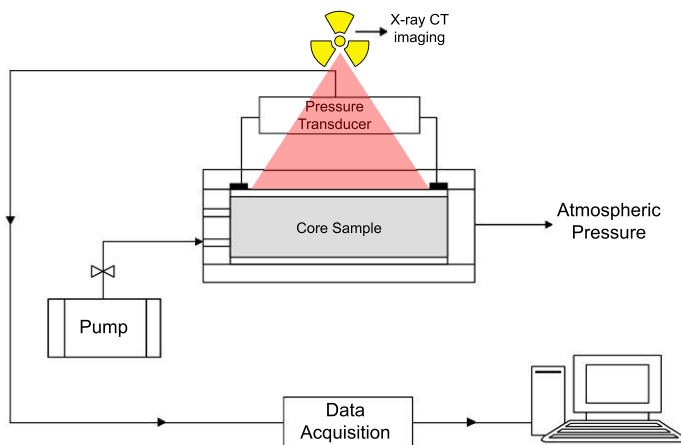 X-ray CT
imaging
Pressure
Transducer
Core Sample
Atmospheric
Pressure
Pump
Data
Acquisition